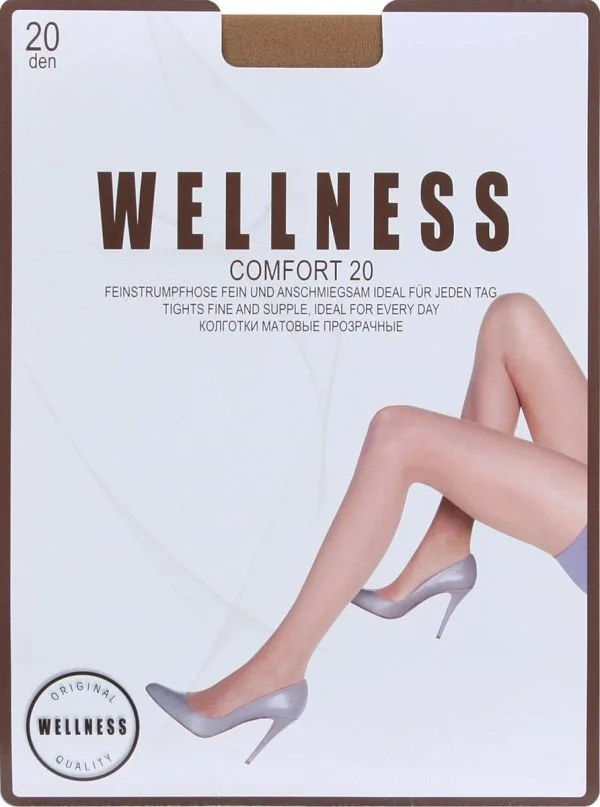 20
den
WELLNESS
COMFORT 20
FEINSTRUMPFHOSE FEIN UND ANSCHMIEGSAM IDEAL FÜR JEDEN TAG
TIGHTS FINE AND SUPPLE, IDEAL FOR EVERY DAY
КОЛГОТКИ МАТОВЫЕ ПРОЗРАЧНЫЕ
ORIGINAL
WELLNESS
QUALITY